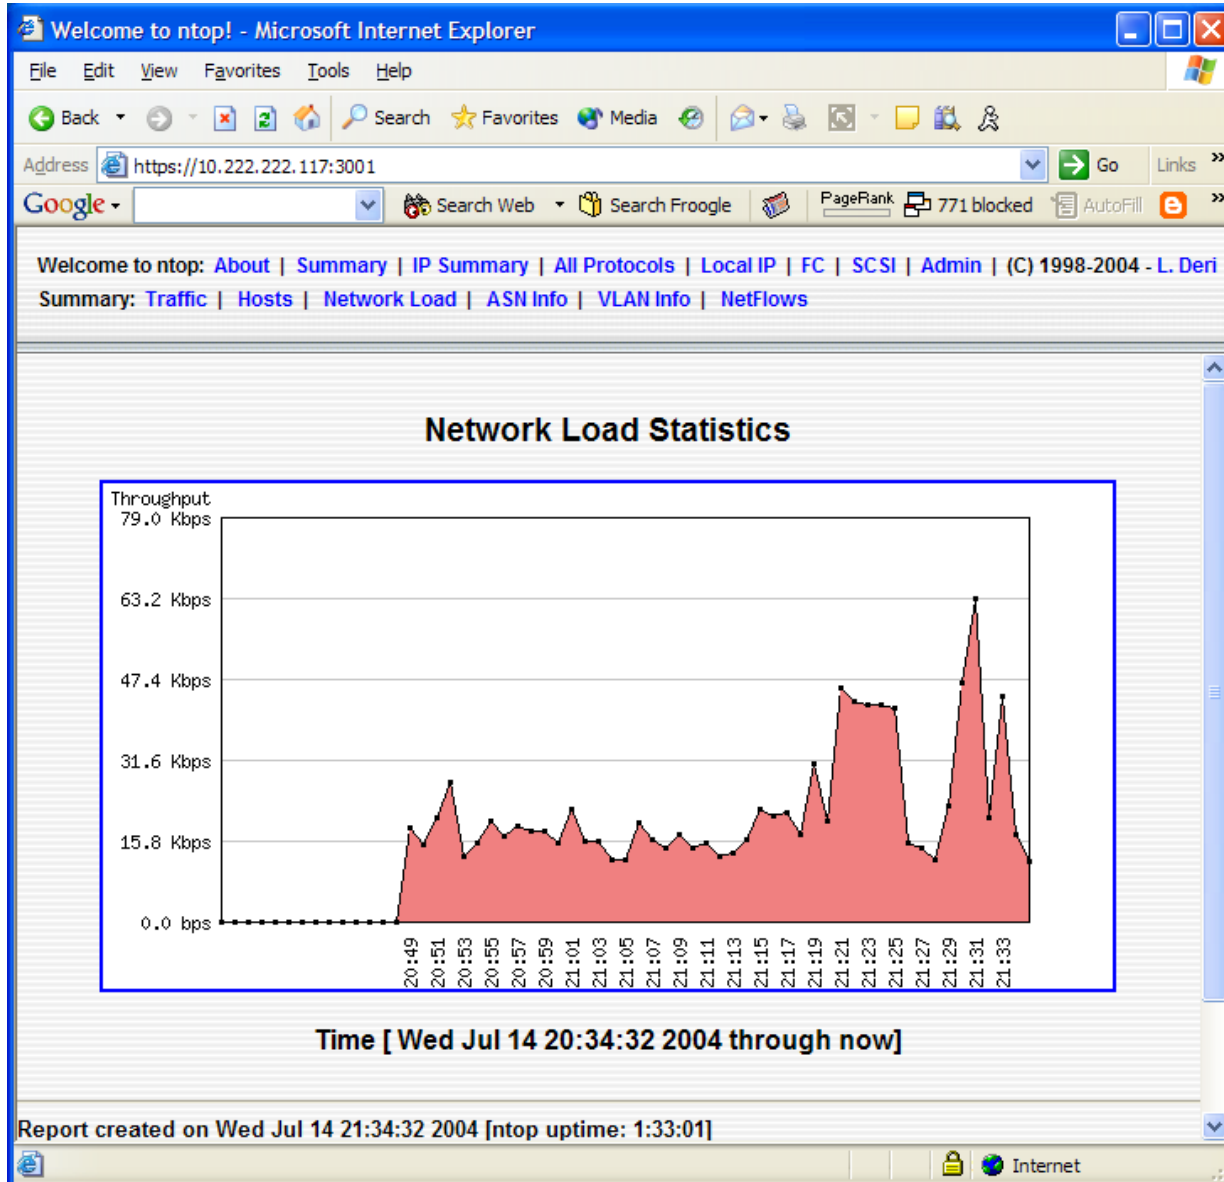 Welcome to ntop! - Microsoft Internet Explorer
File Edit View Favorites Tools Help
Back Search Favorites Media
Address https://10.222.222.117:3001 Go Links »
Google Search Web Search Froogle PageRank 771 blocked AutoFill »
Welcome to ntop: About | Summary | IP Summary | All Protocols | Local IP | FC | SCSI | Admin | (C) 1998-2004 - L. Deri
Summary: Traffic | Hosts | Network Load | ASN Info | VLAN Info | NetFlows
Network Load Statistics
Throughput
79.0 Kbps
63.2 Kbps
47.4 Kbps
31.6 Kbps
15.8 Kbps
0.0 bps
20:49 20:51 20:53 20:55 20:57 20:59 21:01 21:03 21:05 21:07 21:09 21:11 21:13 21:15 21:17 21:19 21:21 21:23 21:25 21:27 21:29 21:31 21:33
Time [ Wed Jul 14 20:34:32 2004 through now]
Report created on Wed Jul 14 21:34:32 2004 [ntop uptime: 1:33:01]
Internet